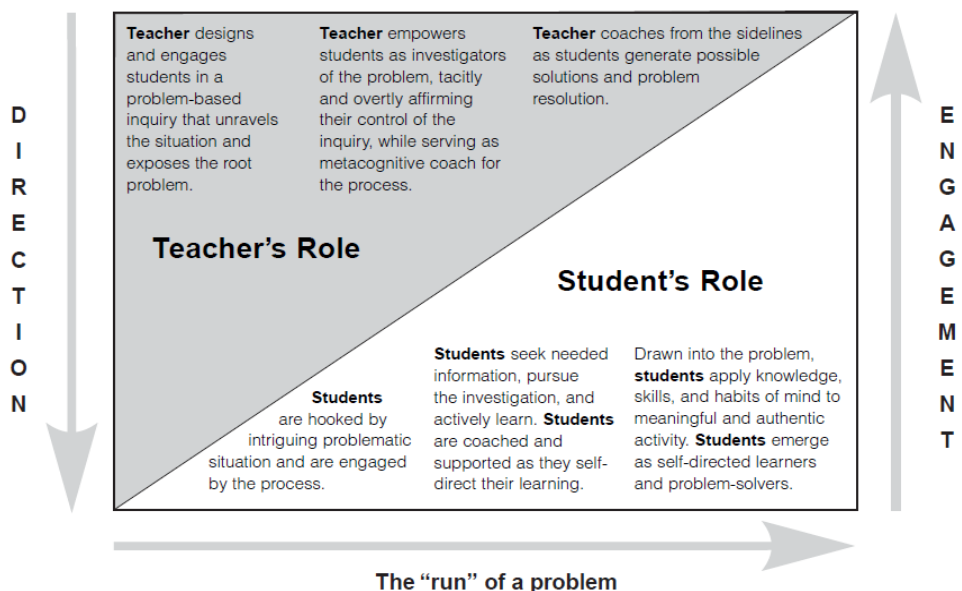 Teacher designs
and engages
students in a
problem-based
inquiry that unravels
the situation and
exposes the root
problem.
Teacher empowers
students as investigators
of the problem, tacitly
and overtly affirming
their control of the
inquiry, while serving as
metacognitive coach for
the process.
Teacher coaches from the sidelines
as students generate possible
solutions and problem
resolution.
DIRECTION
ENGAGEMENT
Teacher’s Role
Student’s Role
Students
are hooked by
intriguing problematic
situation and are engaged
by the process.
Students seek needed
information, pursue
the investigation, and
actively learn. Students
are coached and
supported as they self-
direct their learning.
Drawn into the problem,
students apply knowledge,
skills, and habits of mind to
meaningful and authentic
activity. Students emerge
as self-directed learners
and problem-solvers.
The “run” of a problem